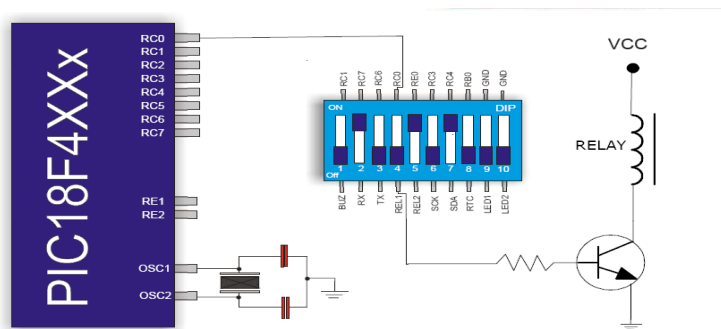 PIC18F4XXx
RC0
RC1
RC2
RC3
RC4
RC5
RC6
RC7
RE1
RE2
OSC1
OSC2
RC1 RC7 RC6 RC0 RE0 RC3 RC4 RB0 GND GND
ON DIP
1 2 3 4 5 6 7 8 9 10
Off
BUZ RX TX REL1 REL2 SCK SDA RTC LED1 LED2
VCC
RELAY